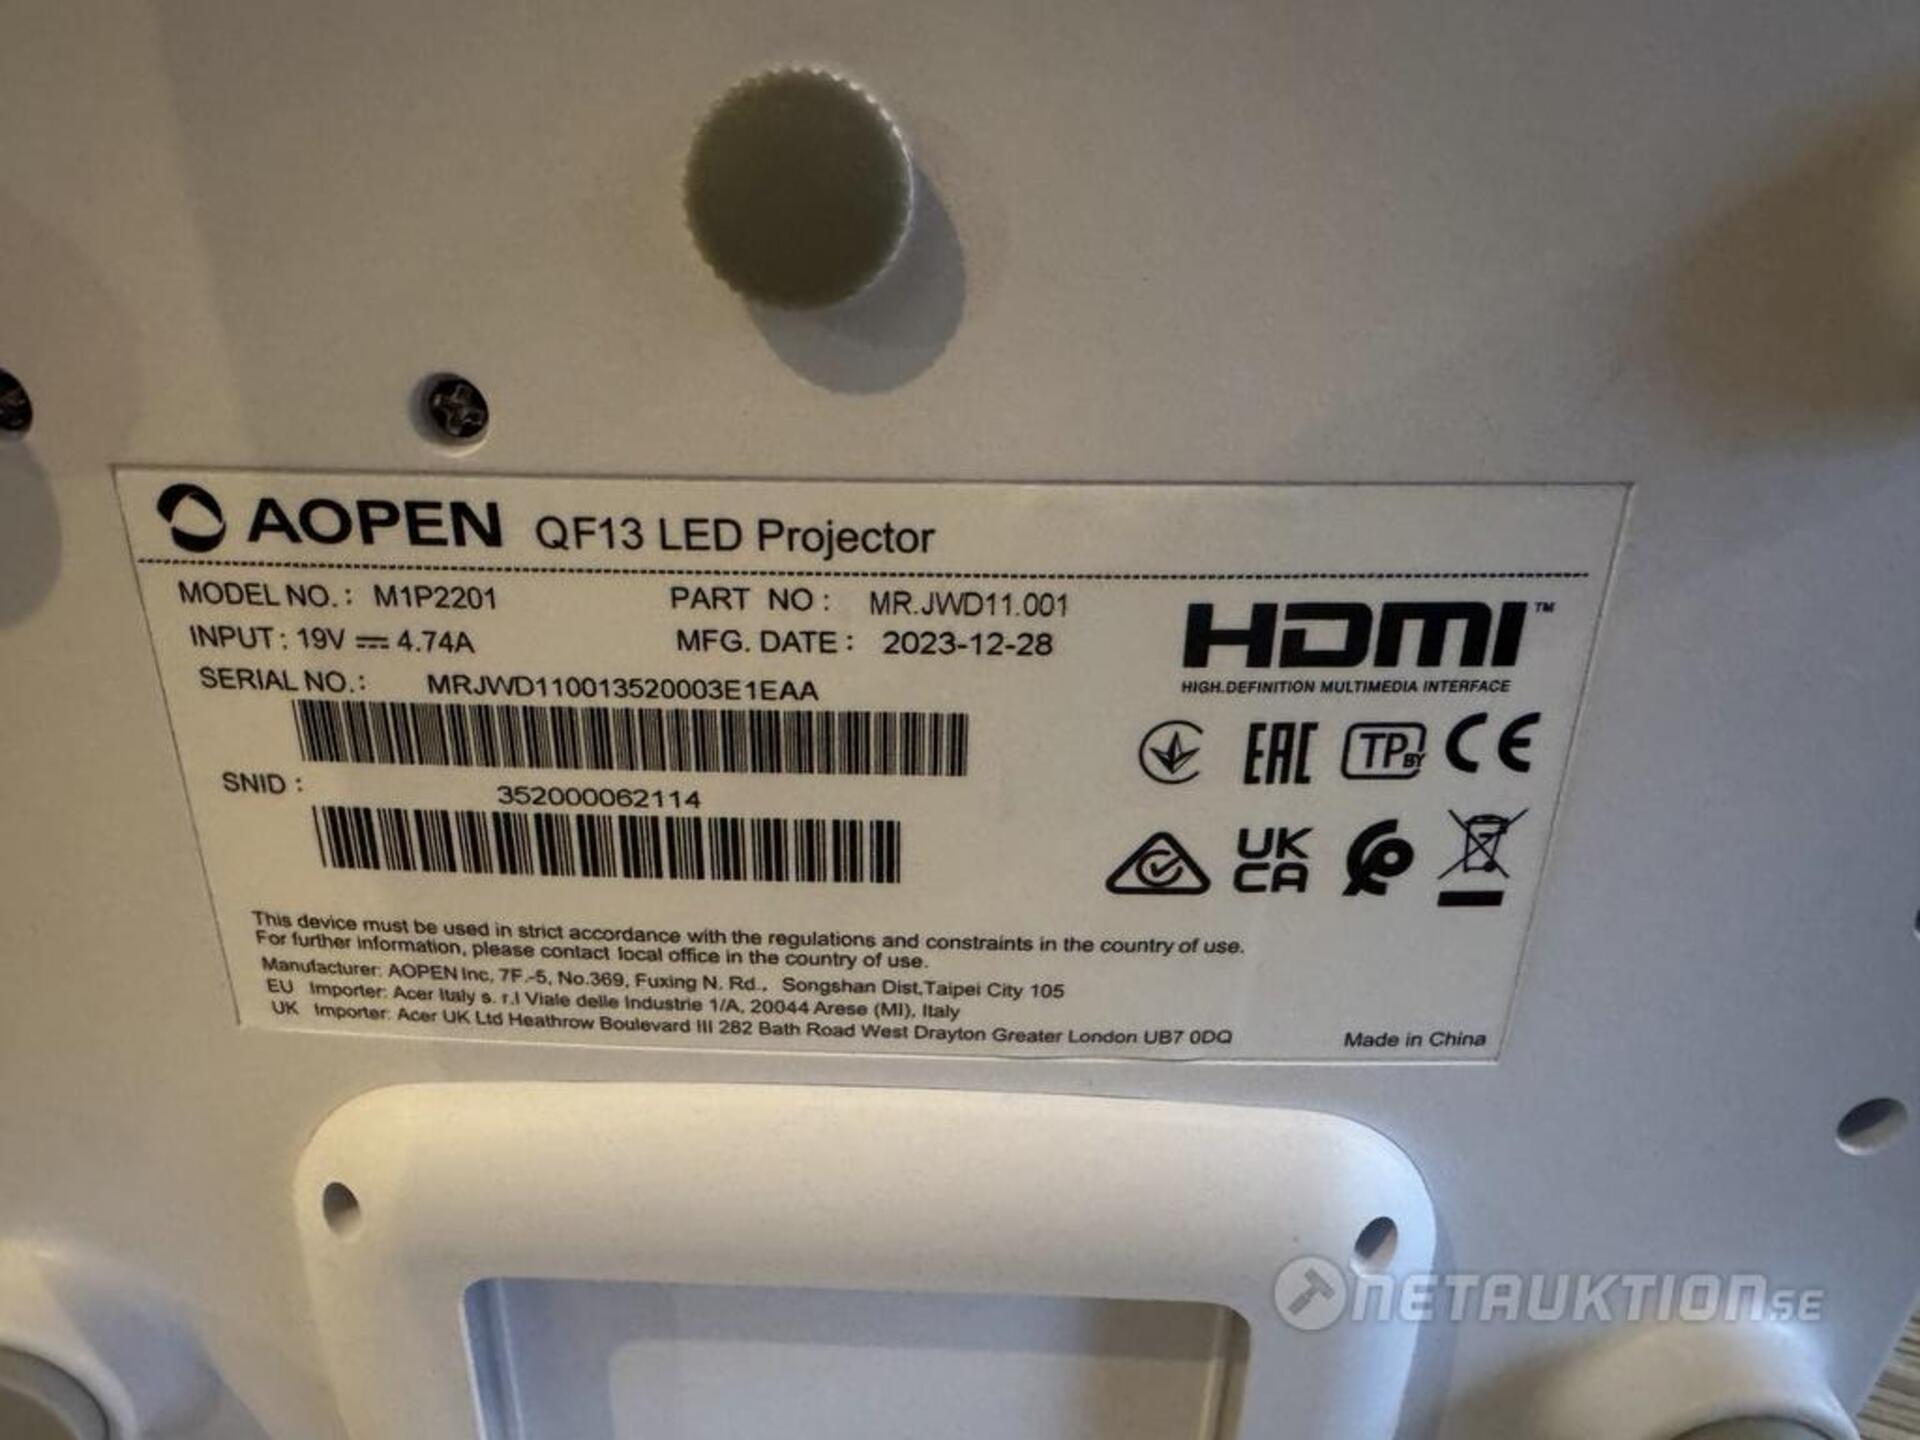 AOPEN QF13 LED Projector
MODEL NO.: M1P2201 PART NO: MR.JWD11.001
INPUT: 19V ⎓ 4.74A MFG. DATE: 2023-12-28
SERIAL NO.: MRJWD110013520003E1EAA
HDMI™
HIGH-DEFINITION MULTIMEDIA INTERFACE
EAC TP BY CE
SNID: 352000062114
UK CA
This device must be used in strict accordance with the regulations and constraints in the country of use.
For further information, please contact local office in the country of use.
Manufacturer: AOPEN Inc, 7F.-5, No.369, Fuxing N. Rd., Songshan Dist,Taipei City 105
EU Importer: Acer Italy s. r.l Viale delle Industrie 1/A, 20044 Arese (MI), Italy
UK Importer: Acer UK Ltd Heathrow Boulevard III 282 Bath Road West Drayton Greater London UB7 0DQ
Made in China
NETAUKTION.SE